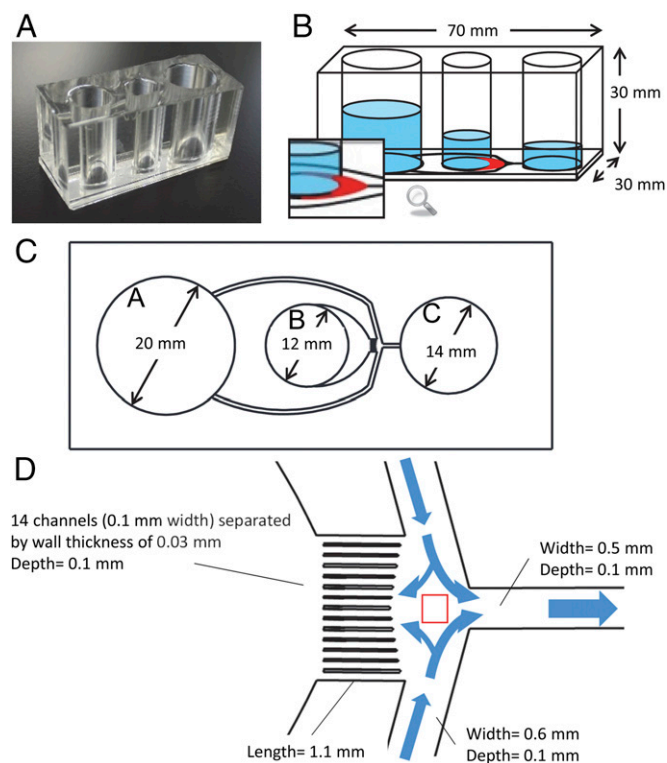 A
B
70 mm
30 mm
30 mm
C
A
B
C
20 mm
12 mm
14 mm
D
14 channels (0.1 mm width) separated
by wall thickness of 0.03 mm
Depth= 0.1 mm
Width= 0.5 mm
Depth= 0.1 mm
Length= 1.1 mm
Width= 0.6 mm
Depth= 0.1 mm